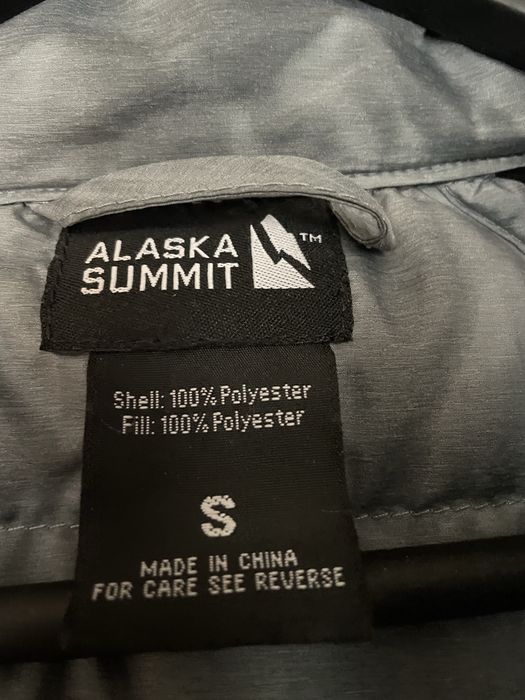 ALASKA
SUMMIT
TM
Shell: 100% Polyester
Fill: 100% Polyester
S
MADE IN CHINA
FOR CARE SEE REVERSE